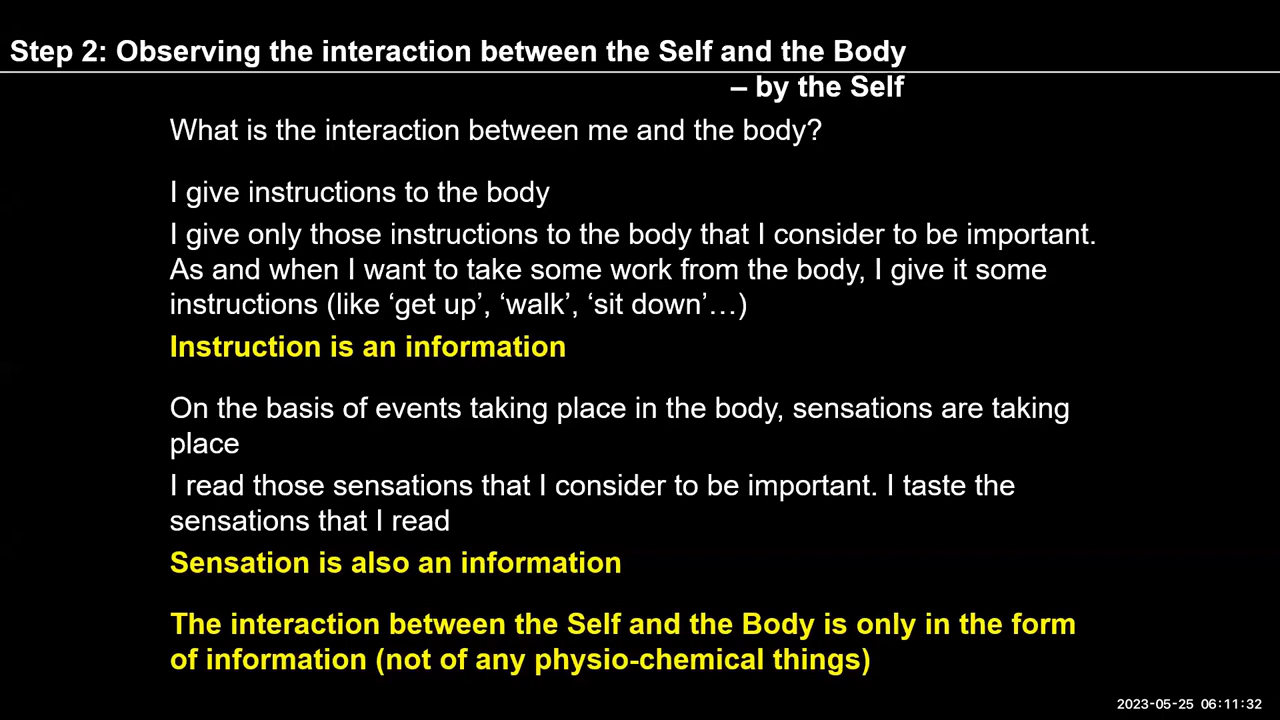 Step 2: Observing the interaction between the Self and the Body
– by the Self
What is the interaction between me and the body?
I give instructions to the body
I give only those instructions to the body that I consider to be important.
As and when I want to take some work from the body, I give it some
instructions (like ‘get up’, ‘walk’, ‘sit down’…)
Instruction is an information
On the basis of events taking place in the body, sensations are taking
place
I read those sensations that I consider to be important. I taste the
sensations that I read
Sensation is also an information
The interaction between the Self and the Body is only in the form
of information (not of any physio-chemical things)
2023-05-25 06:11:32